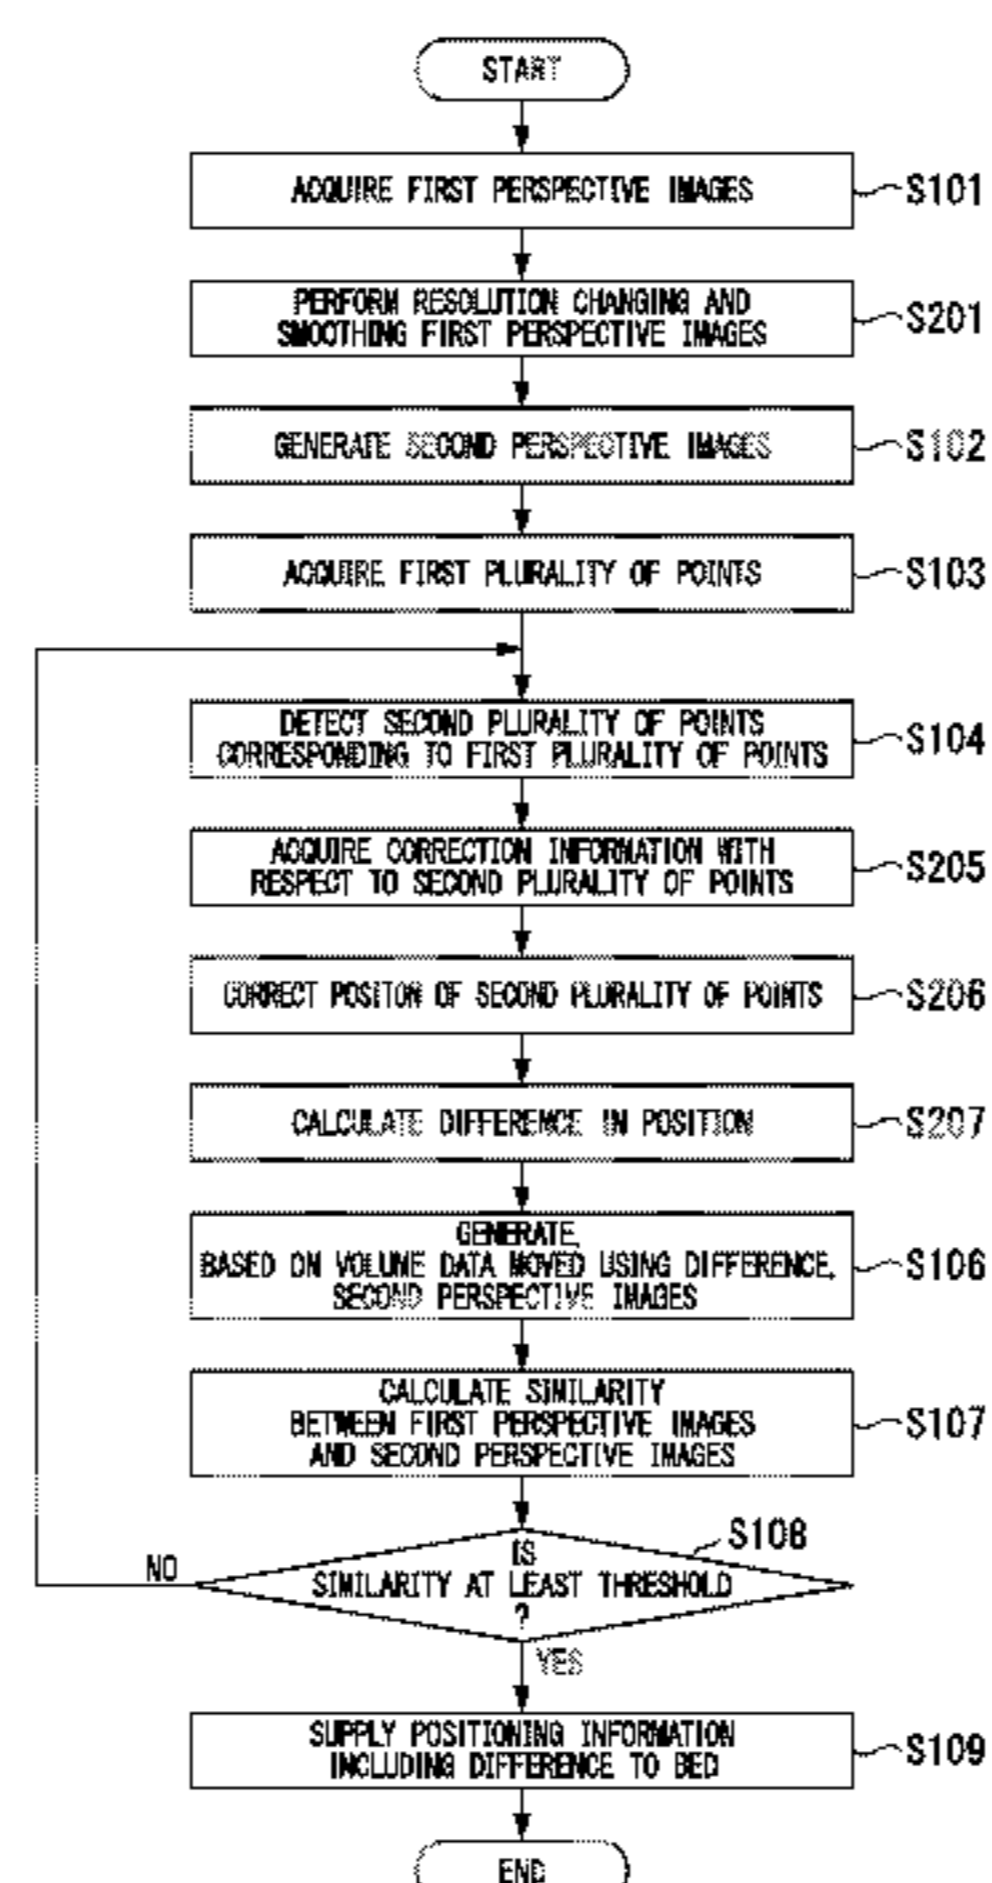 START
ACQUIRE FIRST PERSPECTIVE IMAGES
S101
PERFORM RESOLUTION CHANGING AND
SMOOTHING FIRST PERSPECTIVE IMAGES
S201
GENERATE SECOND PERSPECTIVE IMAGES
S102
ACQUIRE FIRST PLURALITY OF POINTS
S103
DETECT SECOND PLURALITY OF POINTS
CORRESPONDING TO FIRST PLURALITY OF POINTS
S104
ACQUIRE CORRECTION INFORMATION WITH
RESPECT TO SECOND PLURALITY OF POINTS
S205
CORRECT POSITON OF SECOND PLURALITY OF POINTS
S206
CALCULATE DIFFERENCE IN POSITION
S207
GENERATE,
BASED ON VOLUME DATA MOVED USING DIFFERENCE,
SECOND PERSPECTIVE IMAGES
S106
CALCULATE SIMILARITY
BETWEEN FIRST PERSPECTIVE IMAGES
AND SECOND PERSPECTIVE IMAGES
S107
S108
IS
SIMILARITY AT LEAST THRESHOLD
?
NO
YES
SUPPLY POSITIONING INFORMATION
INCLUDING DIFFERENCE TO BED
S109
END